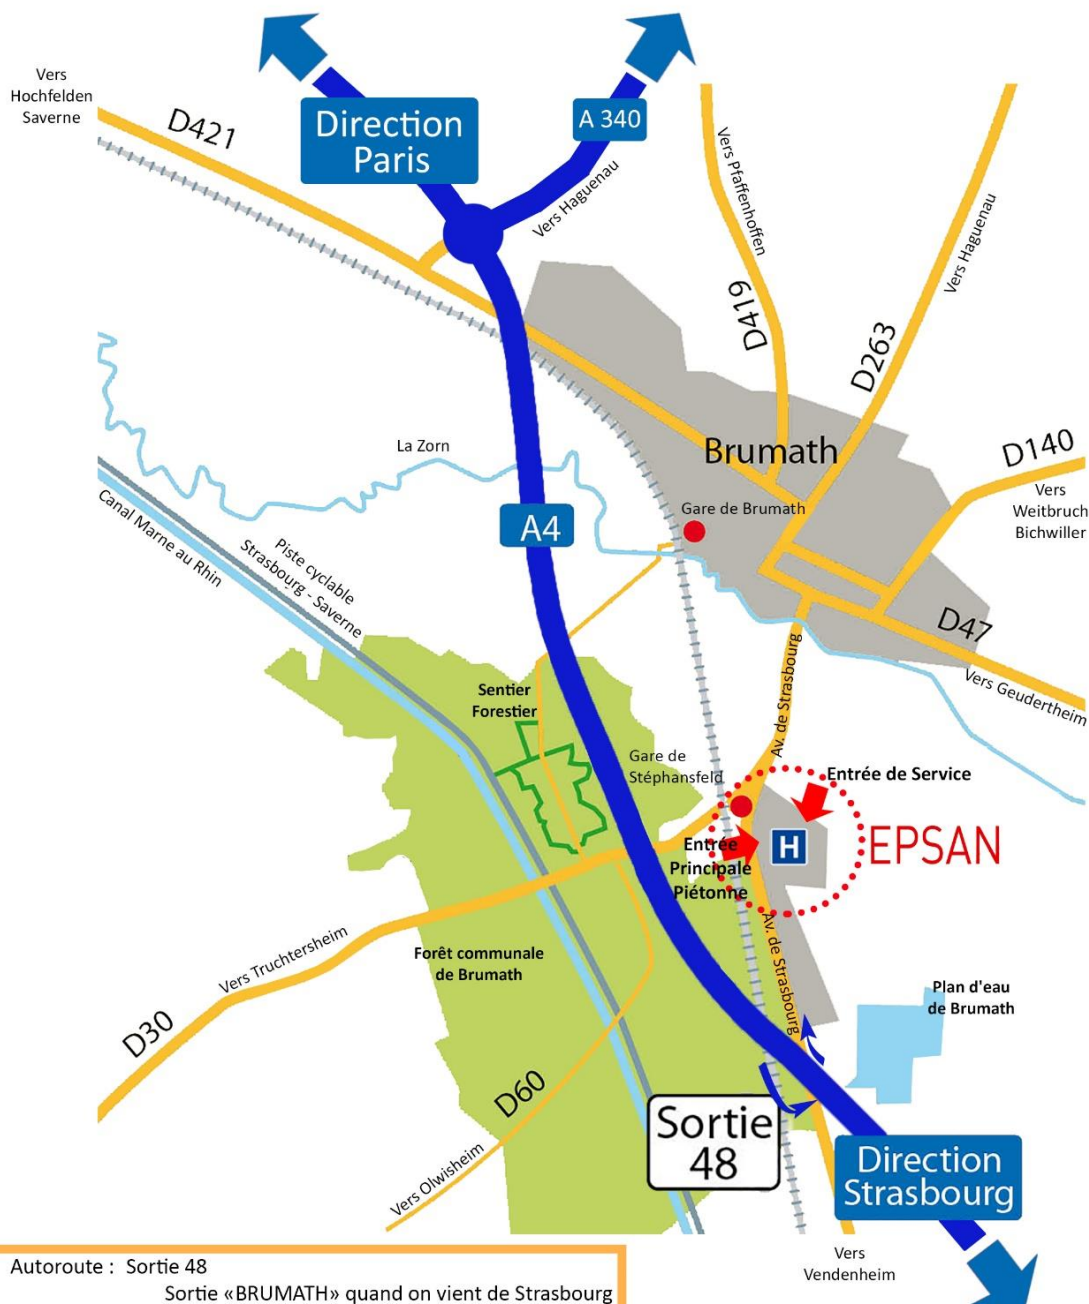 Vers
Hochfelden
Saverne
D421
Direction
Paris
A 340
Vers Haguenau
Vers Pfaffenhoffen
D419
Vers Haguenau
D263
Brumath
D140
Vers
Weitbruch
Bichwiller
La Zorn
Gare de Brumath
A4
Canal Marne au Rhin
Piste cyclable
Strasbourg - Saverne
D47
Vers Geudertheim
Av. de Strasbourg
Sentier
Forestier
Gare de
Stéphansfeld
Entrée de Service
H
EPSAN
Entrée
Principale
Piétonne
Av. de Strasbourg
Forêt communale
de Brumath
Vers Truchtersheim
D30
Plan d'eau
de Brumath
D60
Vers Olwisheim
Sortie
48
Direction
Strasbourg
Vers
Vendenheim
Autoroute : Sortie 48
Sortie «BRUMATH» quand on vient de Strasbourg